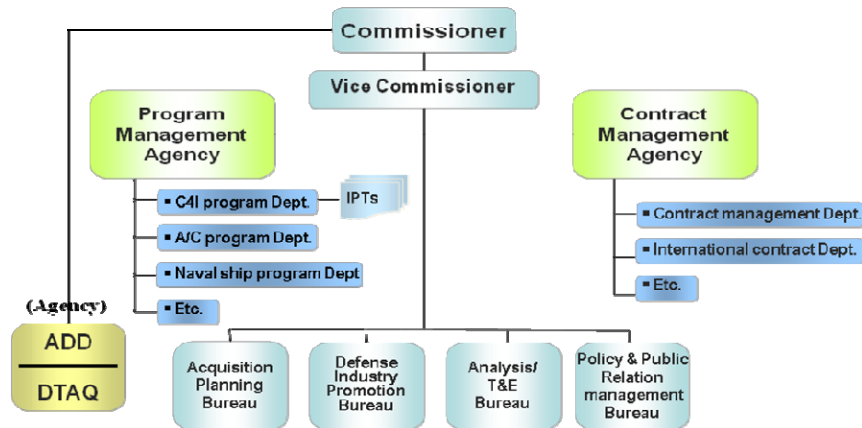 Commissioner
Vice Commissioner
Program
Management
Agency
▪ C4I program Dept.
IPTs
▪ A/C program Dept.
▪ Naval ship program Dept
▪ Etc.
Contract
Management
Agency
▪ Contract management Dept.
▪ International contract Dept.
▪ Etc.
(Agency)
ADD
DTAQ
Acquisition
Planning
Bureau
Defense
Industry
Promotion
Bureau
Analysis/
T&E
Bureau
Policy & Public
Relation
management
Bureau